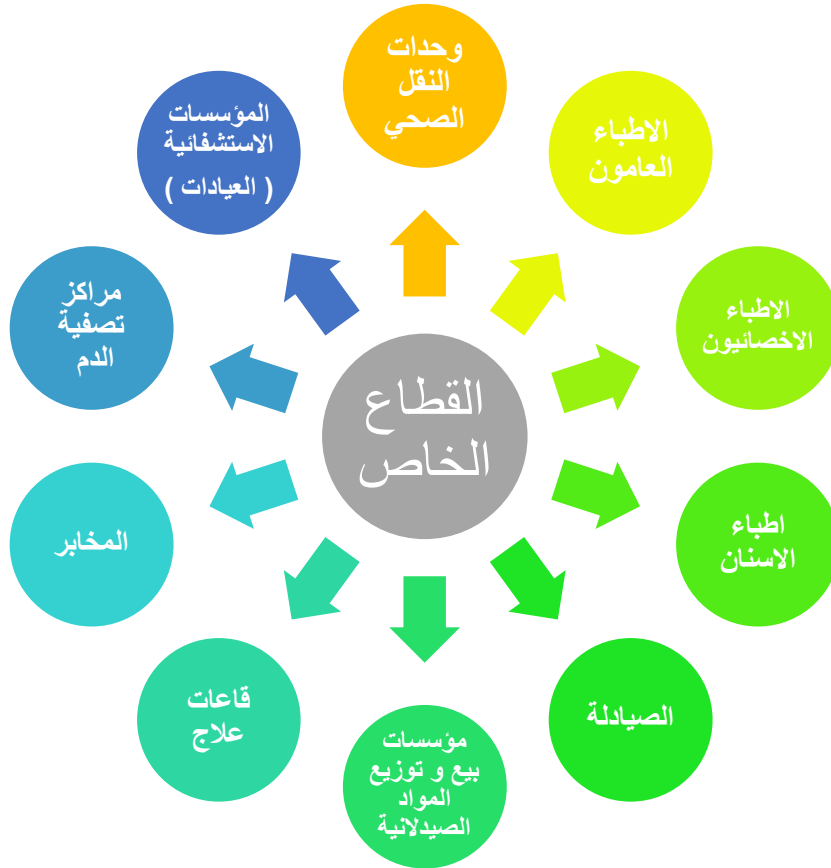 القطاع
الخاص
وحدات
النقل
الصحي
الاطباء
العامون
الاطباء
الاخصائيون
اطباء
الاسنان
الصيادلة
مؤسسات
بيع و توزيع
المواد
الصيدلانية
قاعات
علاج
المخابر
مراكز
تصفية
الدم
المؤسسات
الاستشفائية
( العيادات )